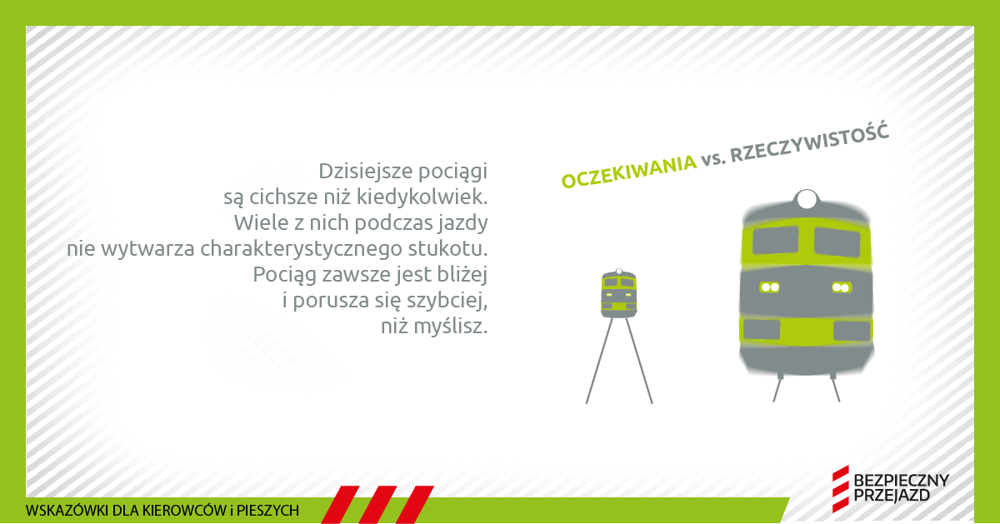 Dzisiejsze pociągi
są cichsze niż kiedykolwiek.
Wiele z nich podczas jazdy
nie wytwarza charakterystycznego stukotu.
Pociąg zawsze jest bliżej
i porusza się szybciej,
niż myślisz.
OCZEKIWANIA vs. RZECZYWISTOŚĆ
WSKAZÓWKI DLA KIEROWCÓW i PIESZYCH
BEZPIECZNY
PRZEJAZD